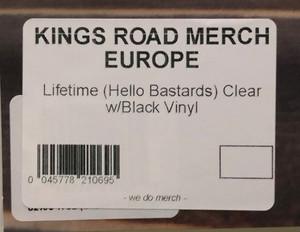 KINGS ROAD MERCH
EUROPE
Lifetime (Hello Bastards) Clear
w/Black Vinyl
0 045778 210695
- we do merch -